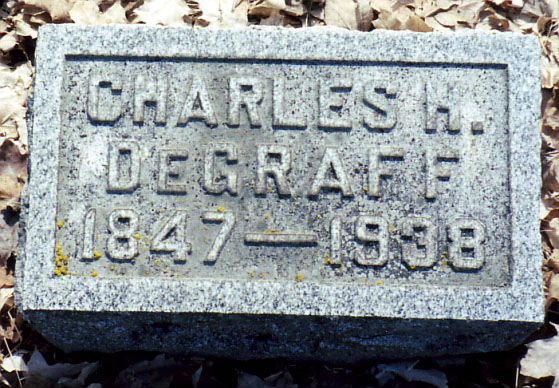 CHARLES H.
DeGRAFF
1847—1938